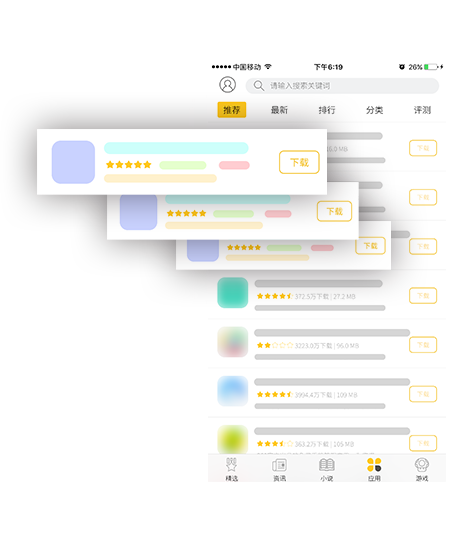 中国移动 下午6:19 26%
请输入搜索关键词
推荐 最新 排行 分类 评测
6.0 MB
下载
下载
下载
下载
下载
下载
372.5万下载 | 27.2 MB
下载
3223.0万下载 | 96.0 MB
下载
3904.4万下载 | 109 MB
下载
363.2万下载 | 105 MB
下载
精选 资讯 小说 应用 游戏